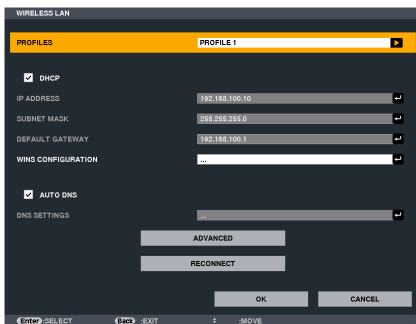 WIRELESS LAN
PROFILES PROFILE 1
DHCP
IP ADDRESS 192.168.100.10
SUBNET MASK 255.255.255.0
DEFAULT GATEWAY 192.168.100.1
WINS CONFIGURATION ...
AUTO DNS
DNS SETTINGS ...
ADVANCED
RECONNECT
OK CANCEL
Enter :SELECT Back :EXIT :MOVE